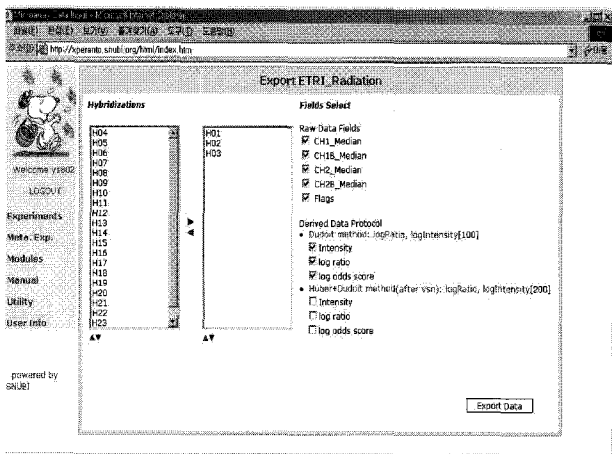 http://xperanto.snubi.org/html/index.htm
Export ETRI_Radiation
Welcome yse02
LOGOUT
Experiments
Meta. Exp.
Modules
Manual
Utility
User Info
powered by
SNUBI
Hybridizations
H04
H05
H06
H07
H08
H09
H10
H11
H12
H13
H14
H15
H16
H17
H18
H19
H20
H21
H22
H23
▲▼
▶
◀
H01
H02
H03
▲▼
Fields Select
Raw Data Fields
CH1_Median
CH1B_Median
CH2_Median
CH2B_Median
Flags
Derived Data Protocol
• Dudoit method: logRatio, logIntensity[100]
Intensity
log ratio
log odds score
• Huber+Dudoit method(after vsn): logRatio, logIntensity[200]
Intensity
log ratio
log odds score
Export Data